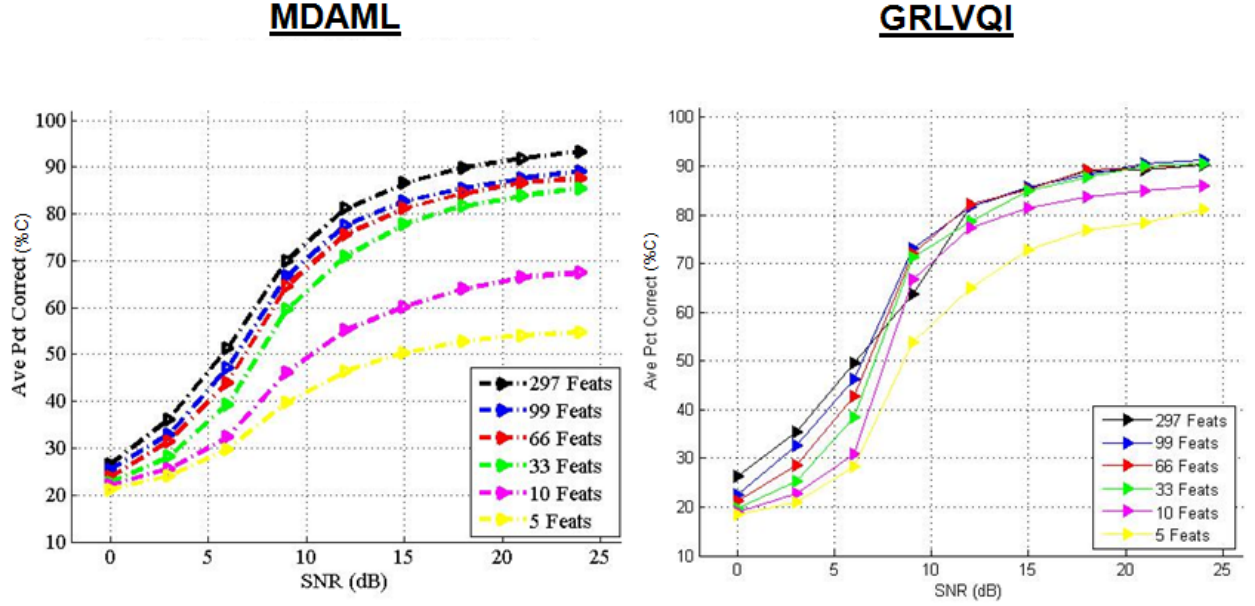 MDAML
GRLVQI
Ave Pct Correct (%C)
100
90
80
70
60
50
40
30
20
10
0
5
10
15
20
25
SNR (dB)
297 Feats
99 Feats
66 Feats
33 Feats
10 Feats
5 Feats
Ave Pct Correct (%C)
100
90
80
70
60
50
40
30
20
10
0
5
10
15
20
25
SNR (dB)
297 Feats
99 Feats
66 Feats
33 Feats
10 Feats
5 Feats